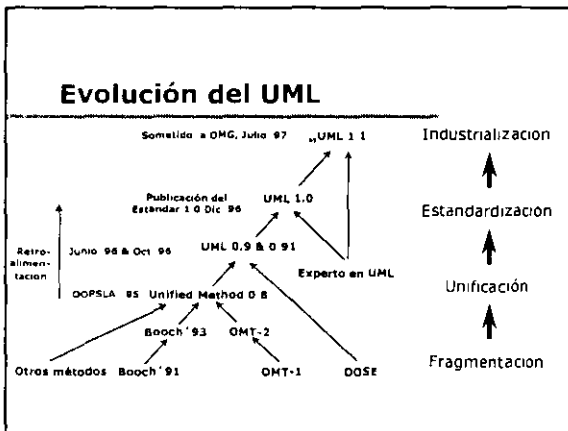 Evolución del UML
Sometido a OMG, Julio 97
UML 1 1
Industrialización
Publicación del
Estándar 1 0 Dic 96
UML 1.0
Estandardización
Retro-
alimen-
tacion
Junio 96 & Oct 96
UML 0.9 & 0 91
Experto en UML
Unificación
OOPSLA 95
Unified Method 0 8
Booch´93
OMT-2
Otros métodos
Booch´91
OMT-1
OOSE
Fragmentacion